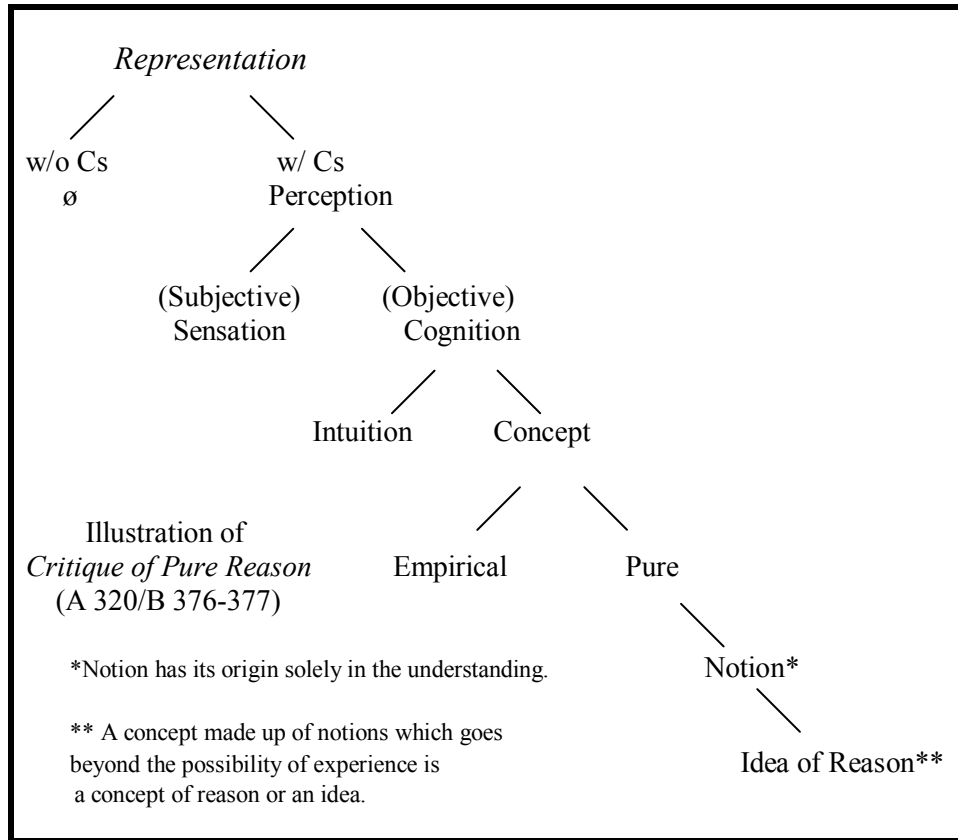 Representation
w/o Cs
ø
w/ Cs
Perception
(Subjective)
Sensation
(Objective)
Cognition
Intuition
Concept
Illustration of
Critique of Pure Reason
(A 320/B 376-377)
Empirical
Pure
*Notion has its origin solely in the understanding.
Notion*
** A concept made up of notions which goes
beyond the possibility of experience is
a concept of reason or an idea.
Idea of Reason**